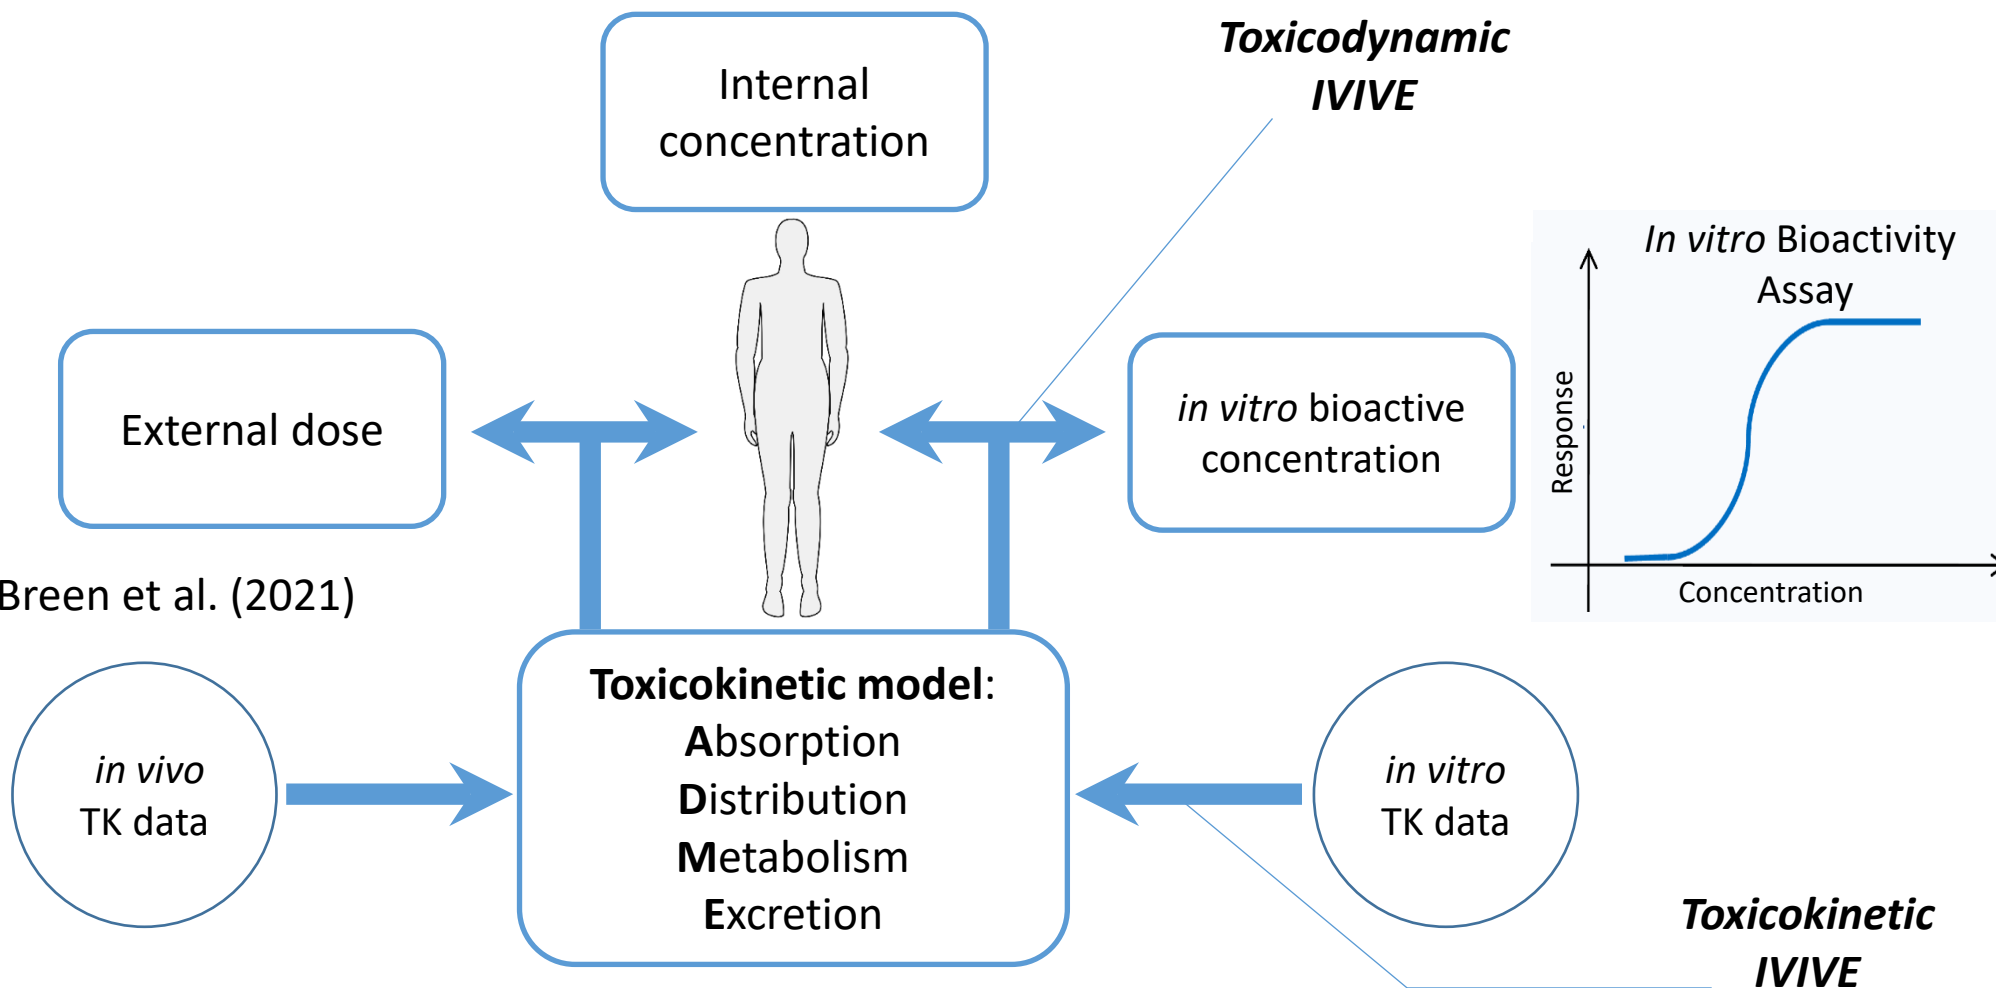 Internal
concentration
Toxicodynamic
IVIVE
In vitro Bioactivity
Assay
Response
Concentration
External dose
in vitro bioactive
concentration
Breen et al. (2021)
in vivo
TK data
Toxicokinetic model:
Absorption
Distribution
Metabolism
Excretion
in vitro
TK data
Toxicokinetic
IVIVE